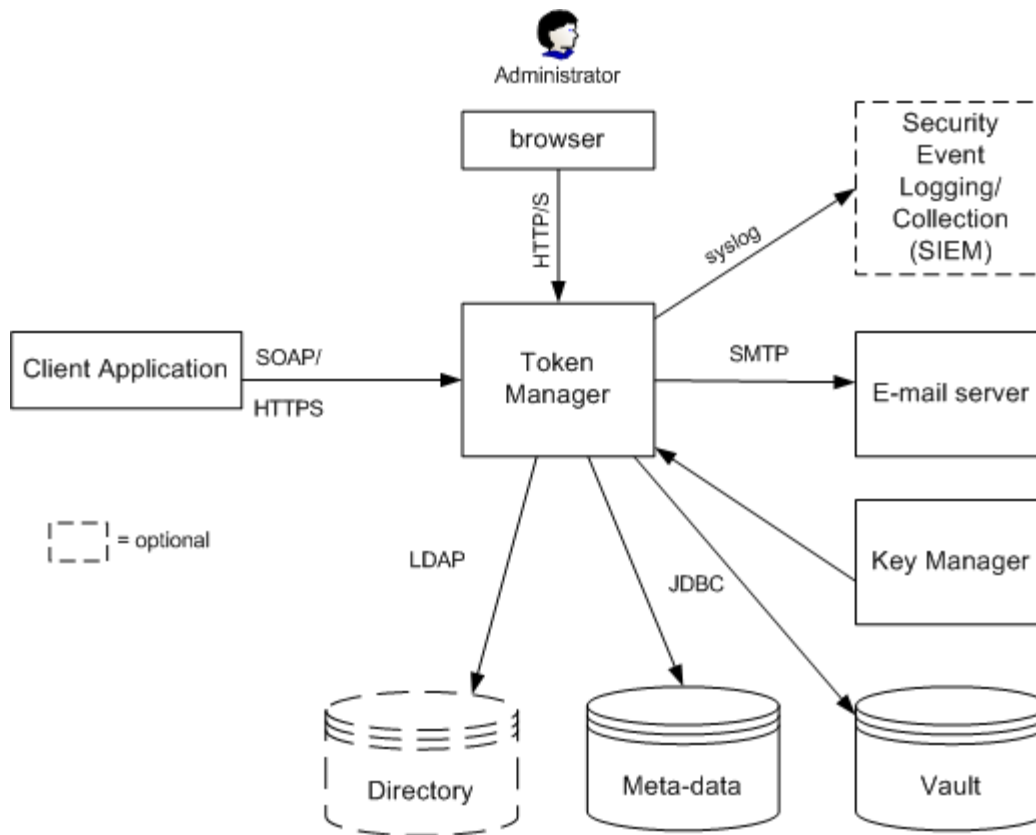 Administrator
browser
HTTP/S
Security
Event
Logging/
Collection
(SIEM)
syslog
Client Application
SOAP/
HTTPS
Token
Manager
SMTP
E-mail server
= optional
Key Manager
LDAP
JDBC
Directory
Meta-data
Vault